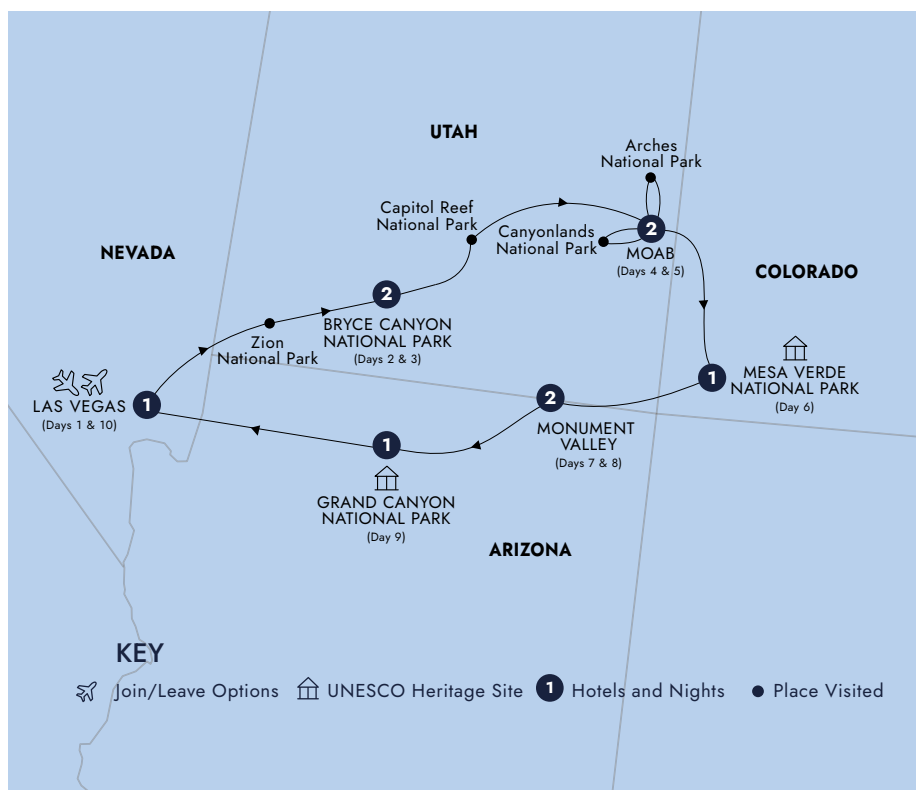 UTAH
Arches
National Park
Capitol Reef
National Park
Canyonlands
National Park
2
MOAB
(Days 4 & 5)
NEVADA
COLORADO
2
BRYCE CANYON
NATIONAL PARK
(Days 2 & 3)
Zion
National Park
1
MESA VERDE
NATIONAL PARK
(Day 6)
LAS VEGAS
(Days 1 & 10)
1
2
MONUMENT
VALLEY
(Days 7 & 8)
1
GRAND CANYON
NATIONAL PARK
(Day 9)
ARIZONA
KEY
Join/Leave Options
UNESCO Heritage Site
1
Hotels and Nights
Place Visited